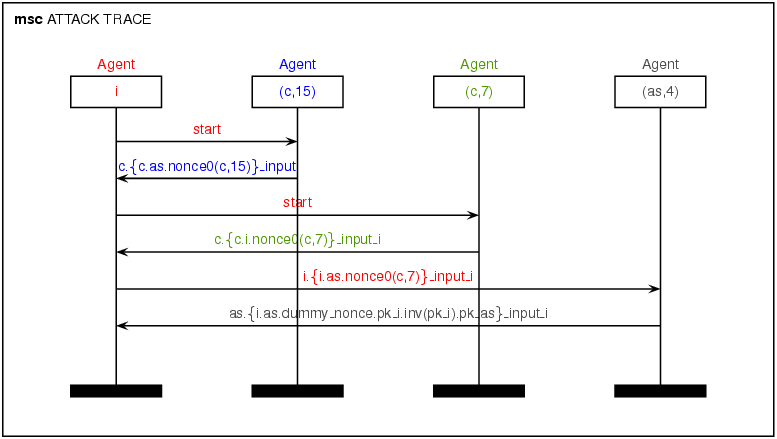 msc ATTACK TRACE
Agent Agent Agent Agent
i (c,15) (c,7) (as,4)
start
c.{c.as.nonce0(c,15)}_input
start
c.{c.i.nonce0(c,7)}_input_i
i.{i.as.nonce0(c,7)}_input_i
as.{i.as.dummy_nonce.pk_i.inv(pk_i).pk_as}_input_i